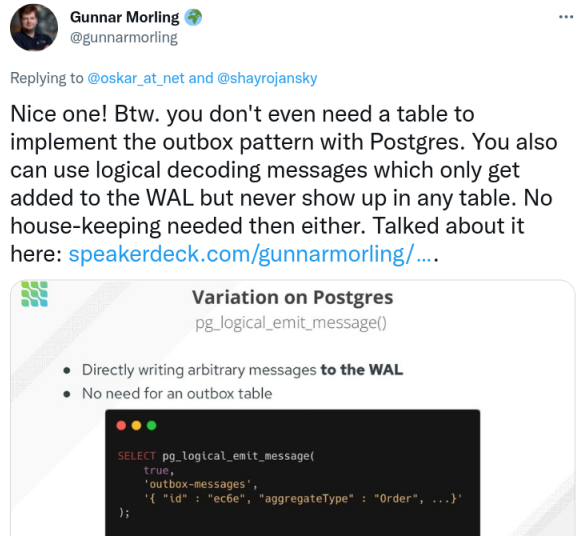 Gunnar Morling 🌍
@gunnarmorling
Replying to @oskar_at_net and @shayrojansky
Nice one! Btw. you don't even need a table to
implement the outbox pattern with Postgres. You also
can use logical decoding messages which only get
added to the WAL but never show up in any table. No
house-keeping needed then either. Talked about it
here: speakerdeck.com/gunnarmorling/….
Variation on Postgres
pg_logical_emit_message()
• Directly writing arbitrary messages to the WAL
• No need for an outbox table
SELECT pg_logical_emit_message(
true,
'outbox-messages',
'{ "id" : "ec6e", "aggregateType" : "Order", ...}'
);